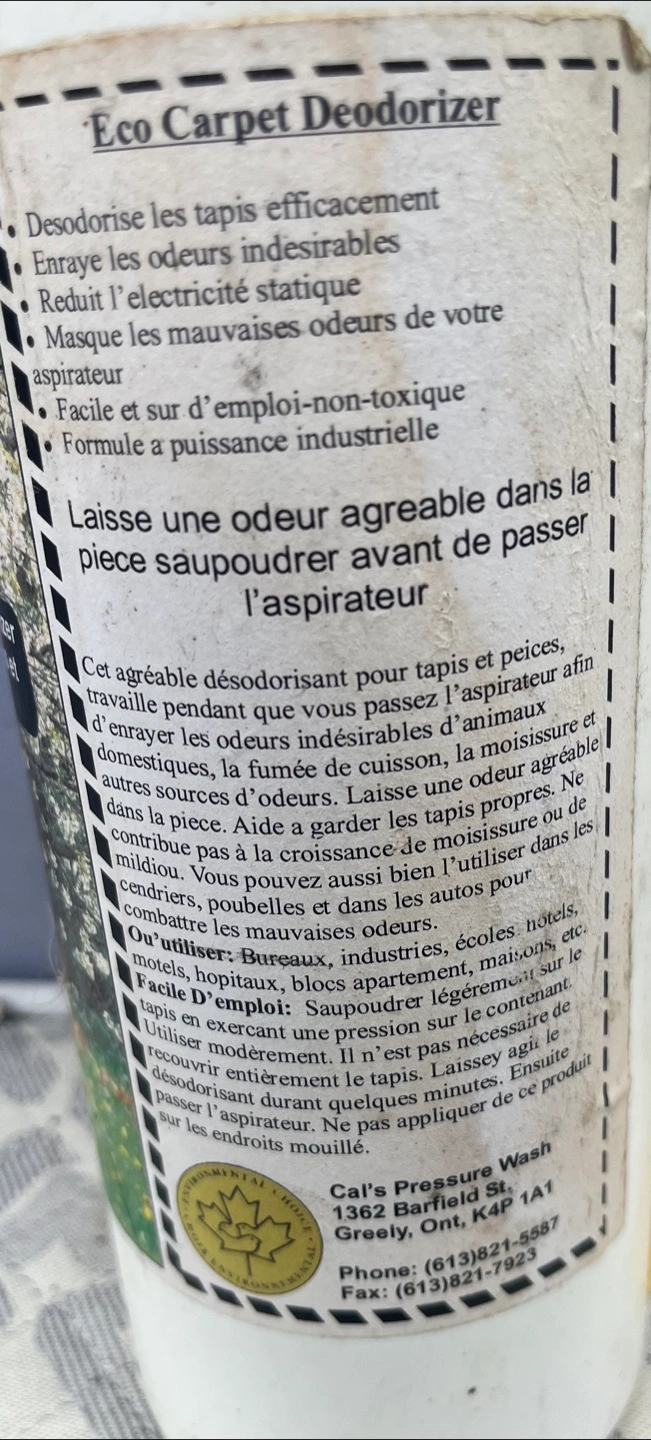 Eco Carpet Deodorizer
• Desodorise les tapis efficacement
• Enraye les odeurs indesirables
• Reduit l'electricité statique
• Masque les mauvaises odeurs de votre
aspirateur
• Facile et sur d'emploi-non-toxique
• Formule a puissance industrielle
Laisse une odeur agreable dans la
piece saupoudrer avant de passer
l'aspirateur
Cet agréable désodorisant pour tapis et peices,
travaille pendant que vous passez l'aspirateur afin
d'enrayer les odeurs indésirables d'animaux
domestiques, la fumée de cuisson, la moisissure et
autres sources d'odeurs. Laisse une odeur agréable
dans la piece. Aide a garder les tapis propres. Ne
contribue pas à la croissance de moisissure ou de
mildiou. Vous pouvez aussi bien l'utiliser dans les
cendriers, poubelles et dans les autos pour
combattre les mauvaises odeurs.
Ou'utiliser: Bureaux, industries, écoles hotels,
motels, hopitaux, blocs apartement, maisons, etc.
Facile D'emploi: Saupoudrer légérement sur le
tapis en exercant une pression sur le contenant.
Utiliser modèrement. Il n'est pas nécessaire de
recouvrir entièrement le tapis. Laissey agir le
désodorisant durant quelques minutes. Ensuite
passer l'aspirateur. Ne pas appliquer de ce produit
sur les endroits mouillé.
ENVIRONMENTAL CHOICE
CHOIX ENVIRONNEMENTAL
Cal's Pressure Wash
1362 Barfield St,
Greely, Ont, K4P 1A1
Phone: (613)821-5587
Fax: (613)821-7923